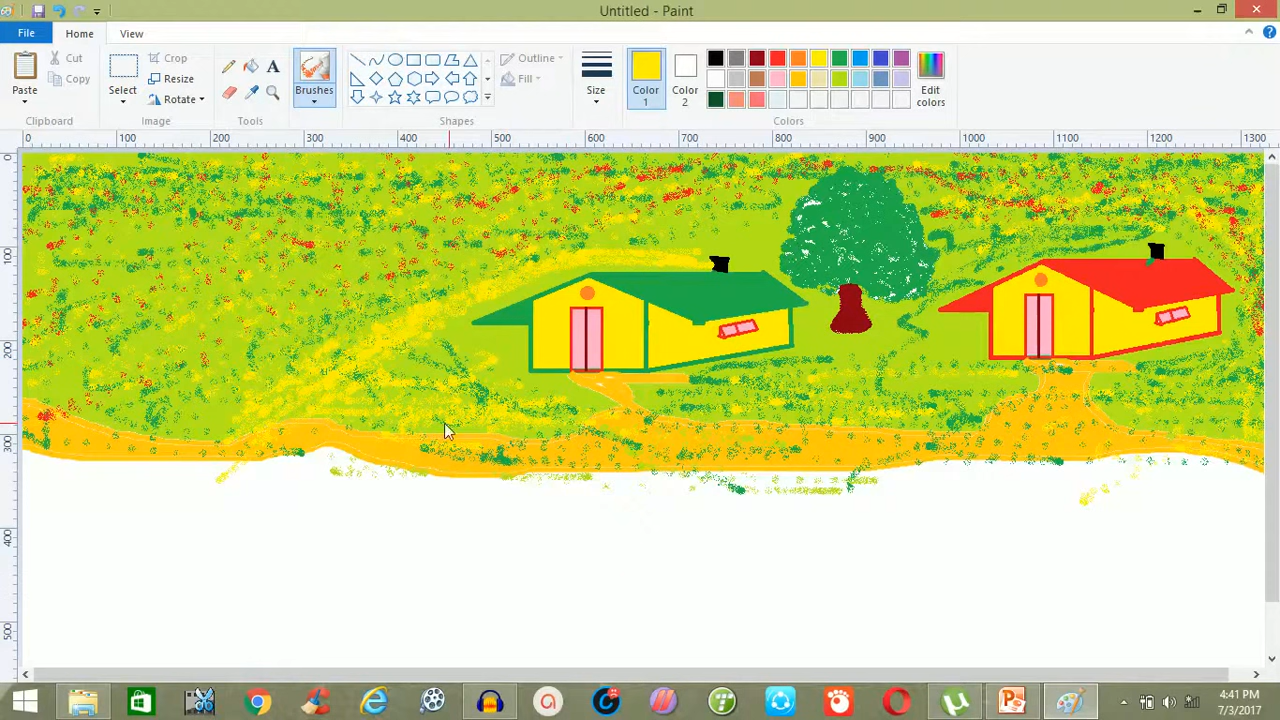 Untitled - Paint
File
Home
View
Paste
Cut
Copy
Clipboard
Select
Crop
Resize
Rotate
Image
A
Tools
Brushes
Shapes
Outline
Fill
Size
Color 1
Color 2
Edit colors
Colors
0 100 200 300 400 500 600 700 800 900 1000 1100 1200 1300
0
100
200
300
400
500
4:41 PM
7/3/2017